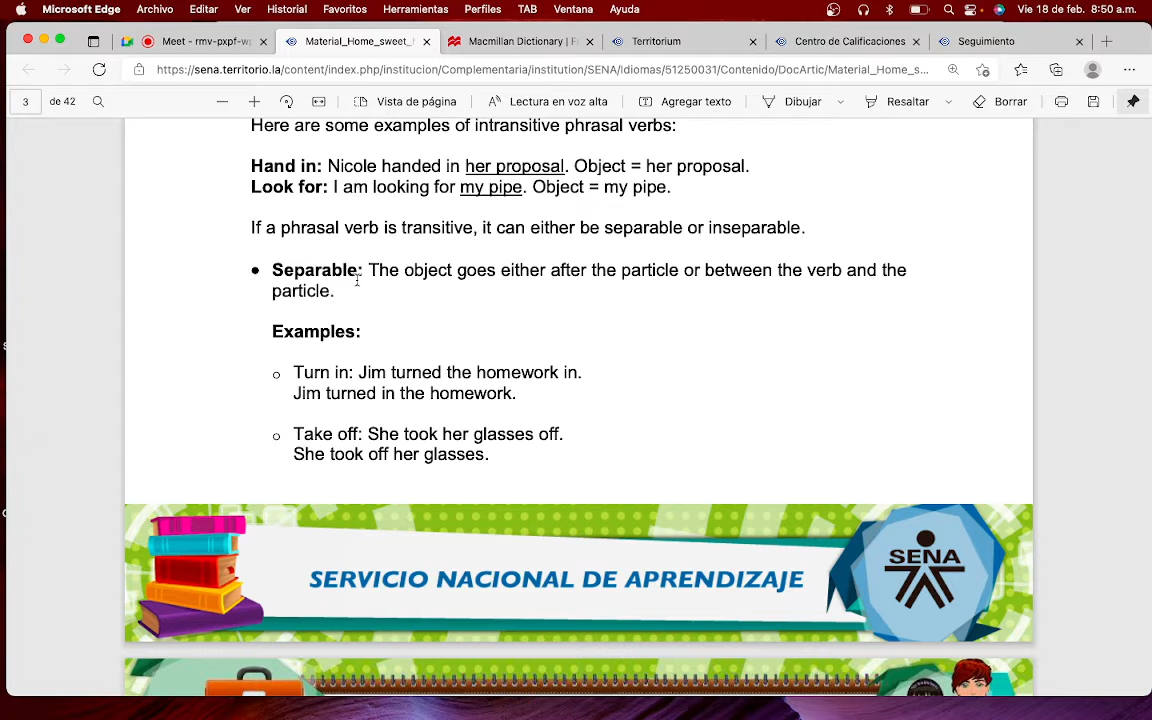 Microsoft Edge Archivo Editar Ver Historial Favoritos Herramientas Perfiles TAB Ventana Ayuda Vie 18 de feb. 8:50 a.m.
Meet - rmv-pxpf-w Material_Home_sweet_ Macmillan Dictionary | F Territorium Centro de Calificaciones Seguimiento
https://sena.territorio.la/content/index.php/institucion/Complementaria/institution/SENA/Idiomas/51250031/Contenido/DocArtic/Material_Home_s...
3 de 42 Vista de página Lectura en voz alta Agregar texto Dibujar Resaltar Borrar
Here are some examples of intransitive phrasal verbs:
Hand in: Nicole handed in her proposal. Object = her proposal.
Look for: I am looking for my pipe. Object = my pipe.
If a phrasal verb is transitive, it can either be separable or inseparable.
• Separable: The object goes either after the particle or between the verb and the
particle.
Examples:
o Turn in: Jim turned the homework in.
Jim turned in the homework.
o Take off: She took her glasses off.
She took off her glasses.
SERVICIO NACIONAL DE APRENDIZAJE
SENA